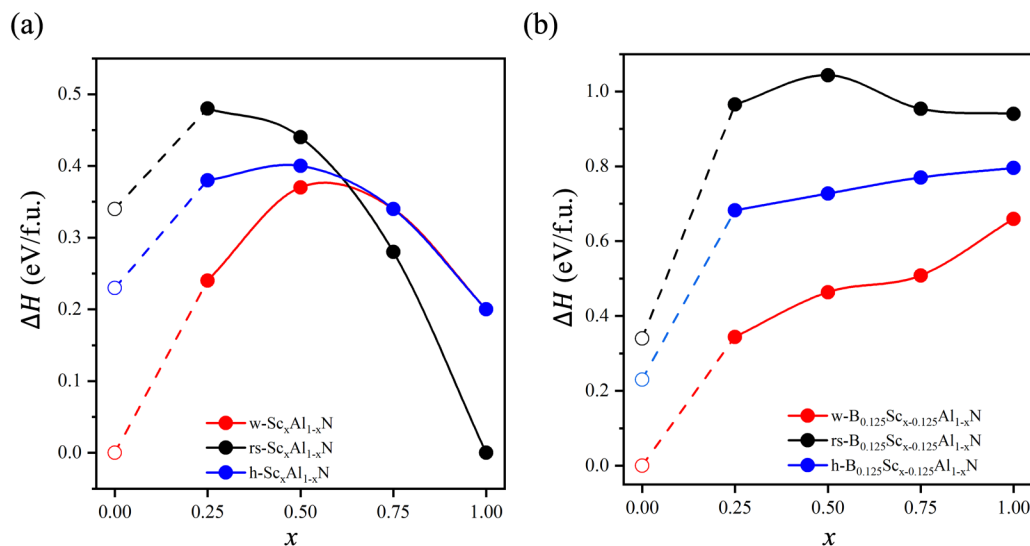 (a)
ΔH (eV/f.u.)
0.5
0.4
0.3
0.2
0.1
0.0
w-ScₓAl₁₋ₓN
rs-ScₓAl₁₋ₓN
h-ScₓAl₁₋ₓN
0.00 0.25 0.50 0.75 1.00
x
(b)
ΔH (eV/f.u.)
1.0
0.8
0.6
0.4
0.2
0.0
w-B₀.₁₂₅Scₓ₋₀.₁₂₅Al₁₋ₓN
rs-B₀.₁₂₅Scₓ₋₀.₁₂₅Al₁₋ₓN
h-B₀.₁₂₅Scₓ₋₀.₁₂₅Al₁₋ₓN
0.00 0.25 0.50 0.75 1.00
x